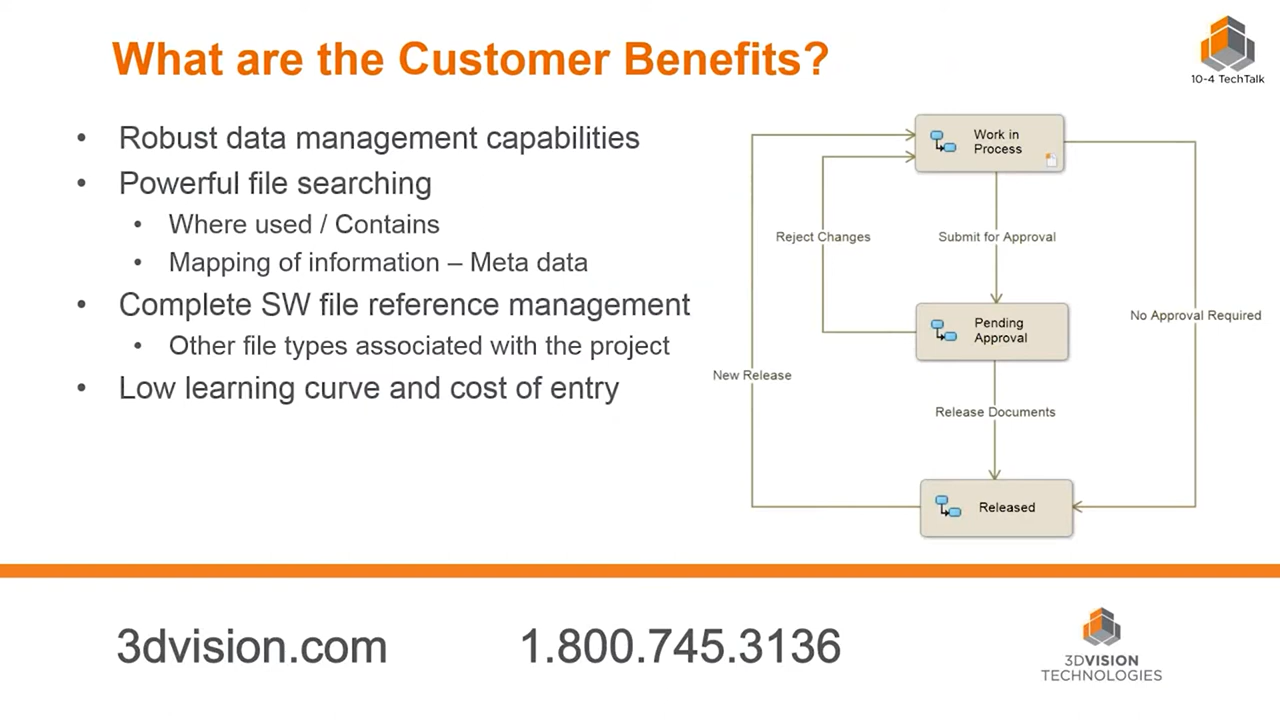 What are the Customer Benefits?
10-4 TechTalk
• Robust data management capabilities
• Powerful file searching
• Where used / Contains
• Mapping of information – Meta data
• Complete SW file reference management
• Other file types associated with the project
• Low learning curve and cost of entry
Work in
Process
Reject Changes
Submit for Approval
No Approval Required
Pending
Approval
New Release
Release Documents
Released
3dvision.com
1.800.745.3136
3DVISION
TECHNOLOGIES